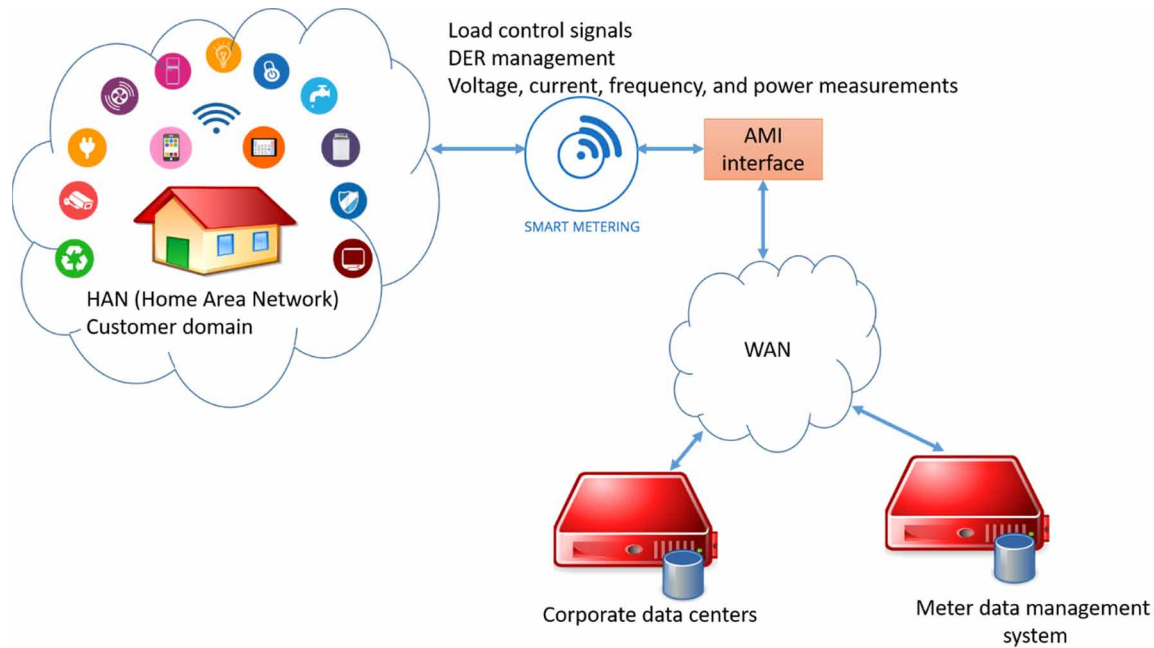 Load control signals
DER management
Voltage, current, frequency, and power measurements
AMI
interface
SMART METERING
HAN (Home Area Network)
Customer domain
WAN
Corporate data centers
Meter data management
system